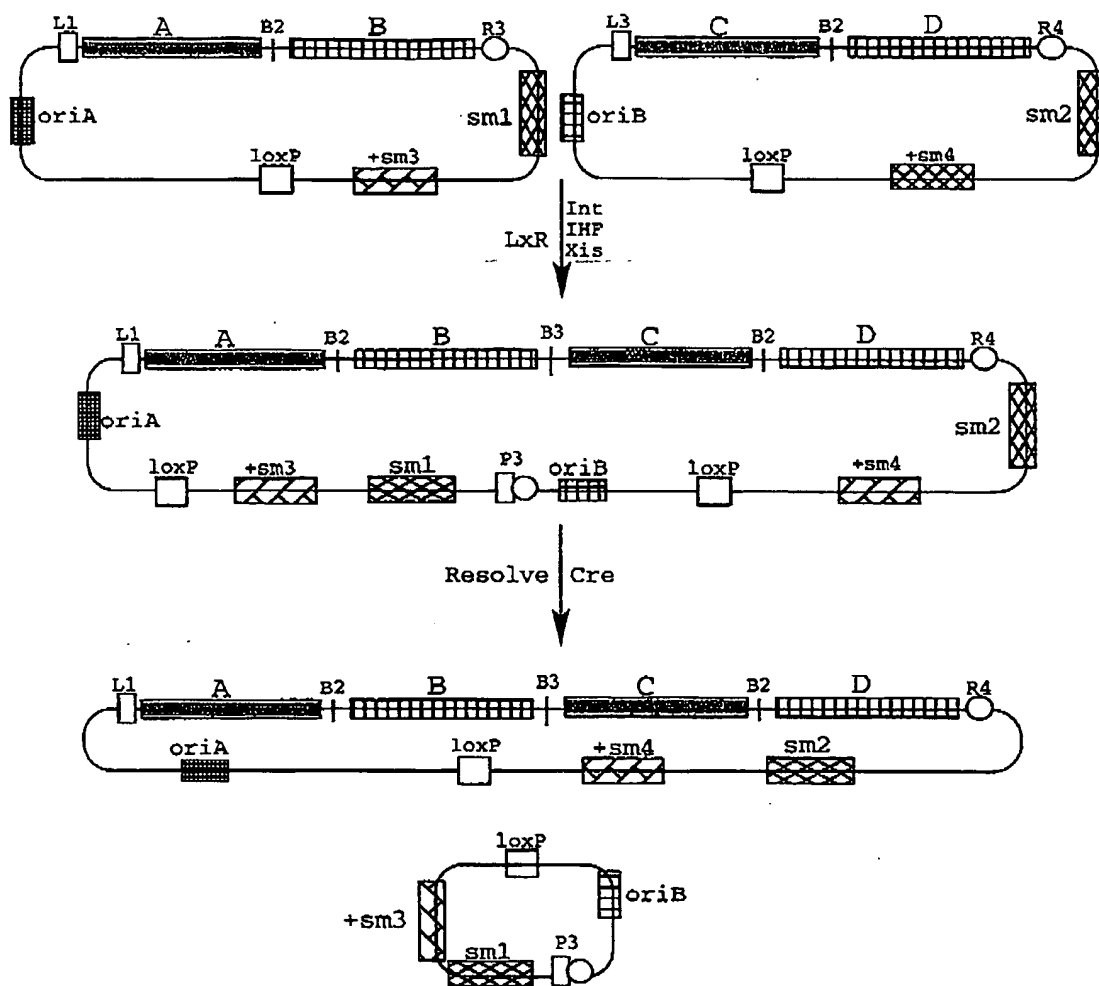 L1 A B2 B R3 L3 C B2 D R4
oriA sm1 oriB sm2
loxP +sm3 loxP +sm4
Int
LxR IHF
Xis
L1 A B2 B B3 C B2 D R4
oriA sm2
loxP +sm3 sm1 P3 oriB loxP +sm4
Resolve Cre
L1 A B2 B B3 C B2 D R4
oriA loxP +sm4 sm2
loxP
+sm3 oriB
sm1 P3